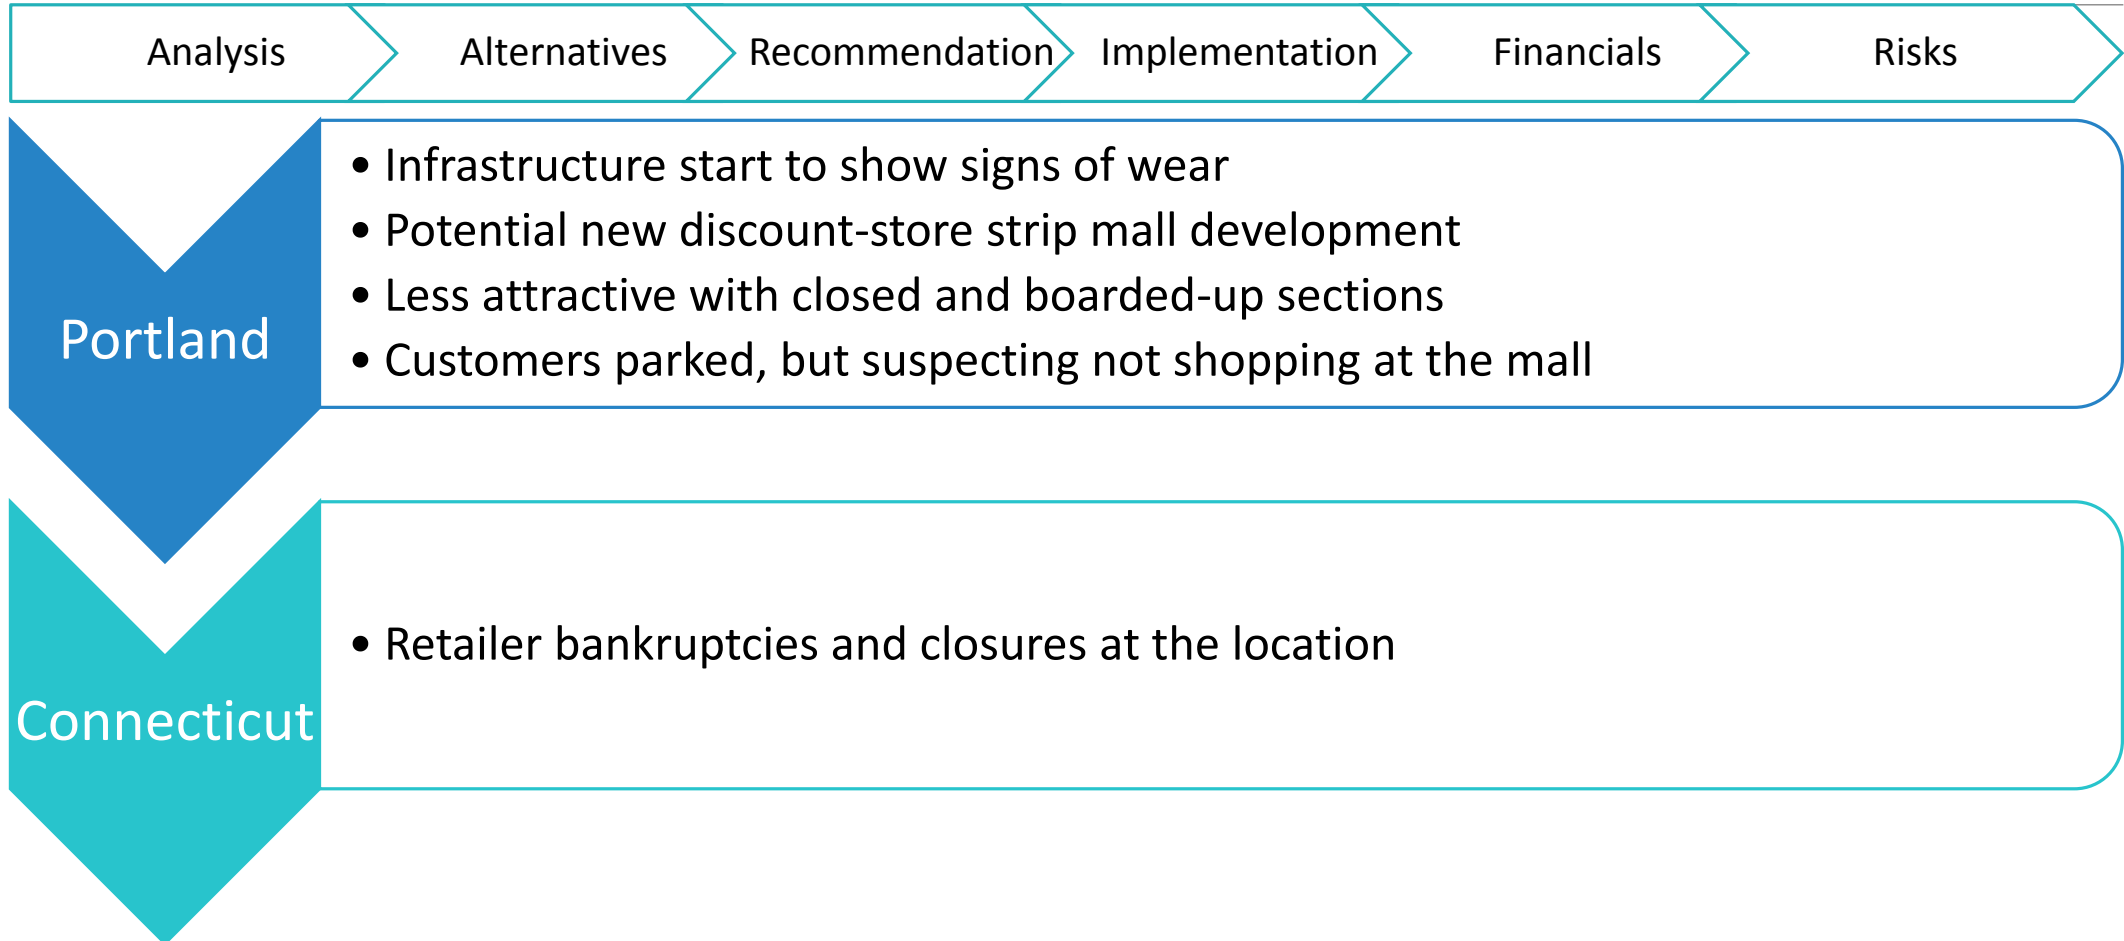 Analysis
Alternatives
Recommendation
Implementation
Financials
Risks
Portland
• Infrastructure start to show signs of wear
• Potential new discount-store strip mall development
• Less attractive with closed and boarded-up sections
• Customers parked, but suspecting not shopping at the mall
Connecticut
• Retailer bankruptcies and closures at the location